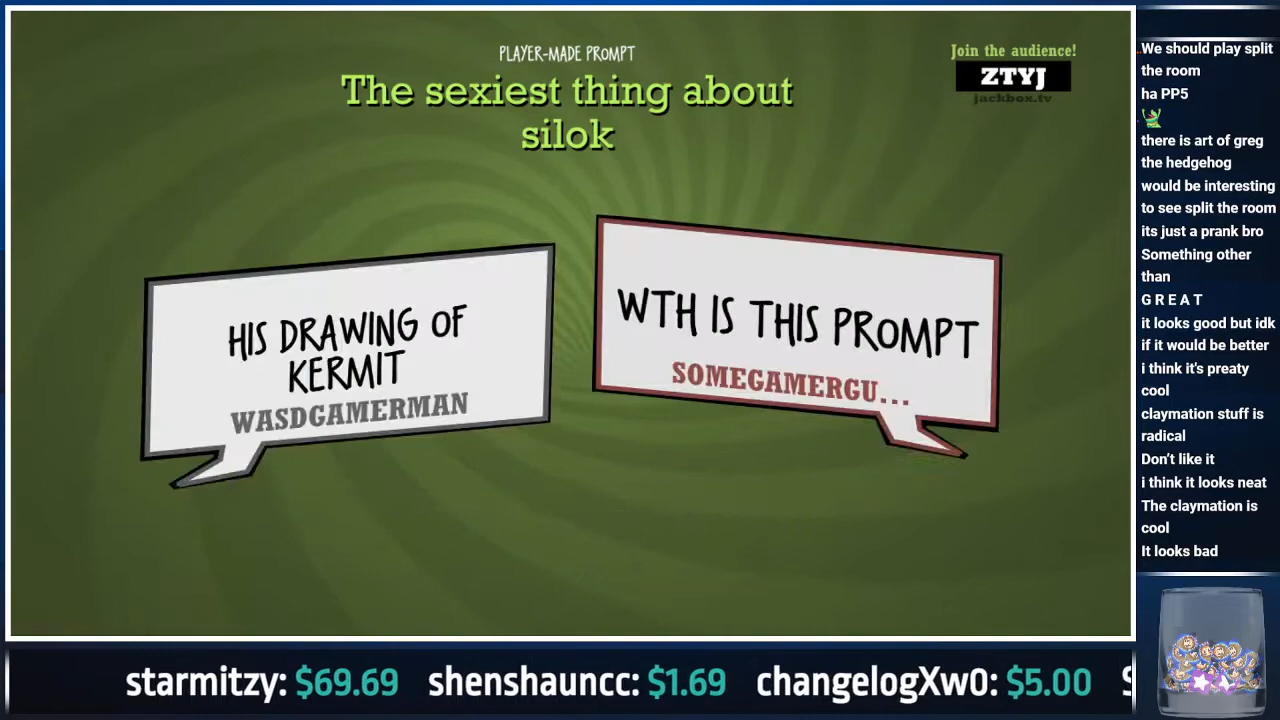 PLAYER-MADE PROMPT
The sexiest thing about
silok
Join the audience!
ZTYJ
jackbox.tv
HIS DRAWING OF
KERMIT
WASDGAMERMAN
WTH IS THIS PROMPT
SOMEGAMERGU...
We should play split
the room
ha PP5
there is art of greg
the hedgehog
would be interesting
to see split the room
its just a prank bro
Something other
than
G R E A T
it looks good but idk
if it would be better
i think it's preaty
cool
claymation stuff is
radical
Don't like it
i think it looks neat
The claymation is
cool
It looks bad
starmitzy: $69.69 shenshauncc: $1.69 changelogXw0: $5.00